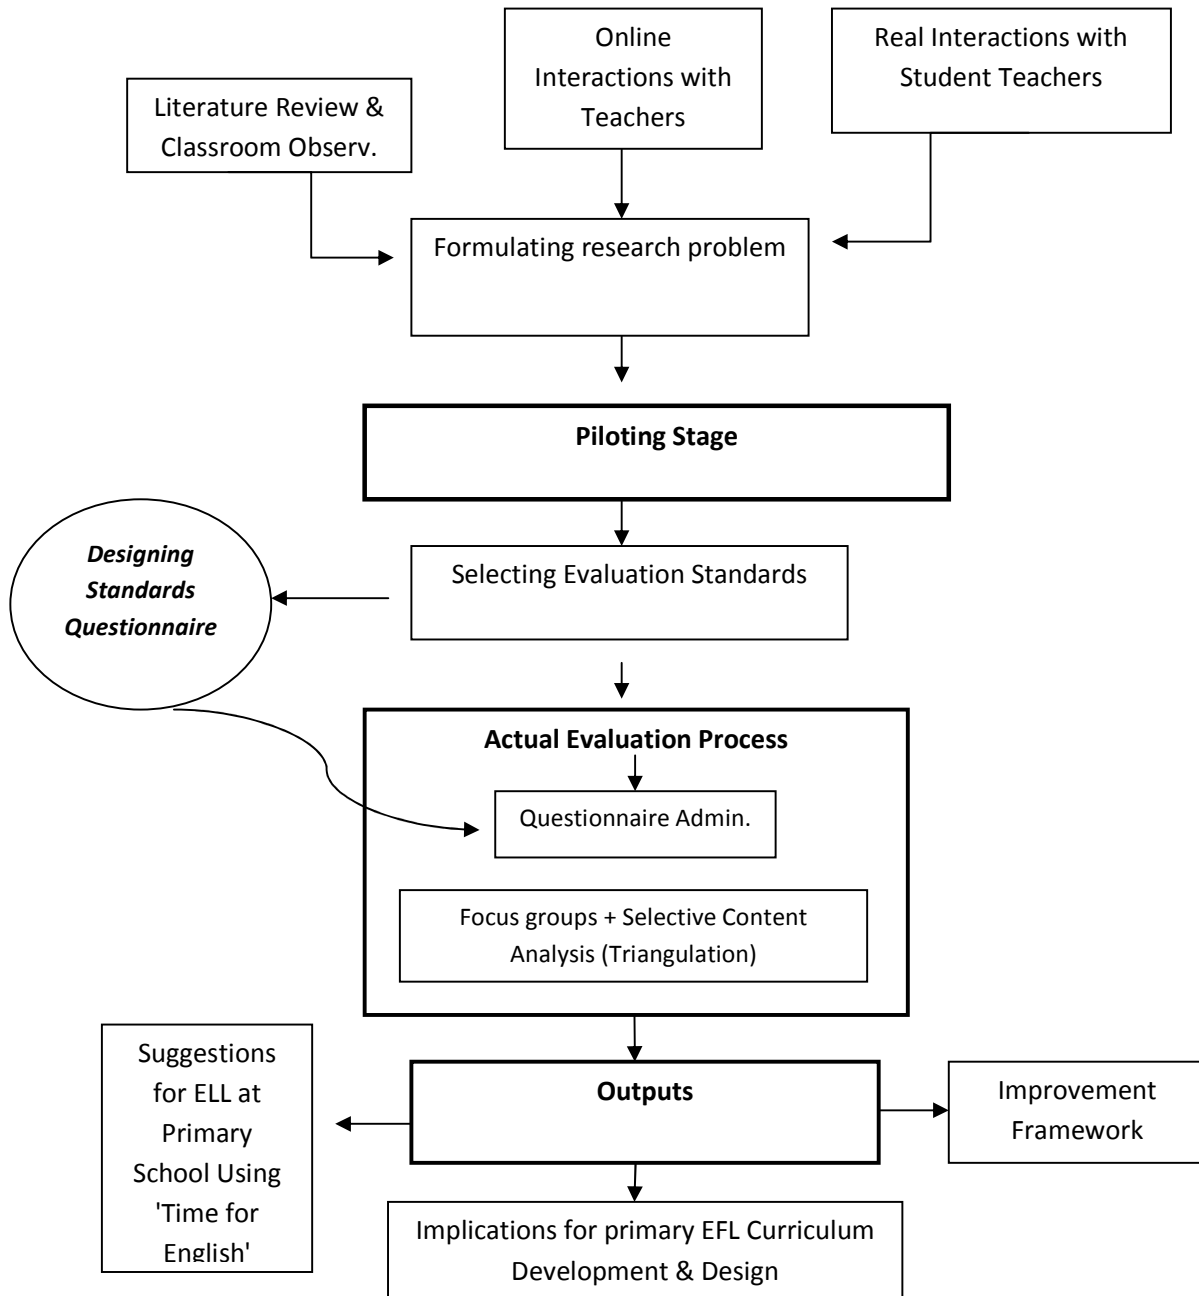 Online
Interactions with
Teachers
Real Interactions with
Student Teachers
Literature Review &
Classroom Observ.
Formulating research problem
Piloting Stage
Designing
Standards
Questionnaire
Selecting Evaluation Standards
Actual Evaluation Process
Questionnaire Admin.
Focus groups + Selective Content
Analysis (Triangulation)
Suggestions
for ELL at
Primary
School Using
'Time for
English'
Outputs
Improvement
Framework
Implications for primary EFL Curriculum
Development & Design